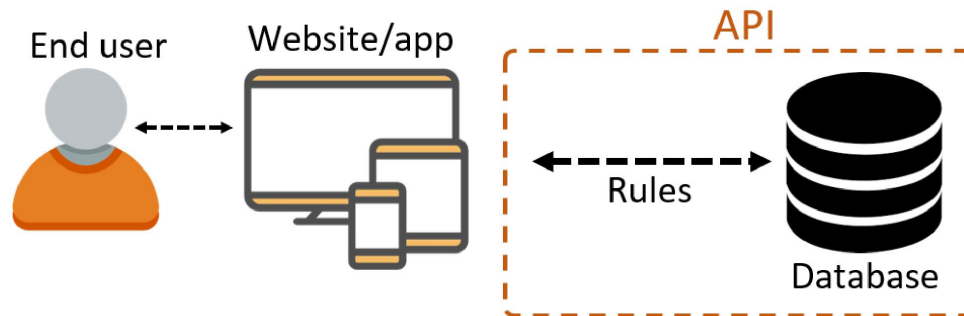 End user
Website/app
API
Rules
Database